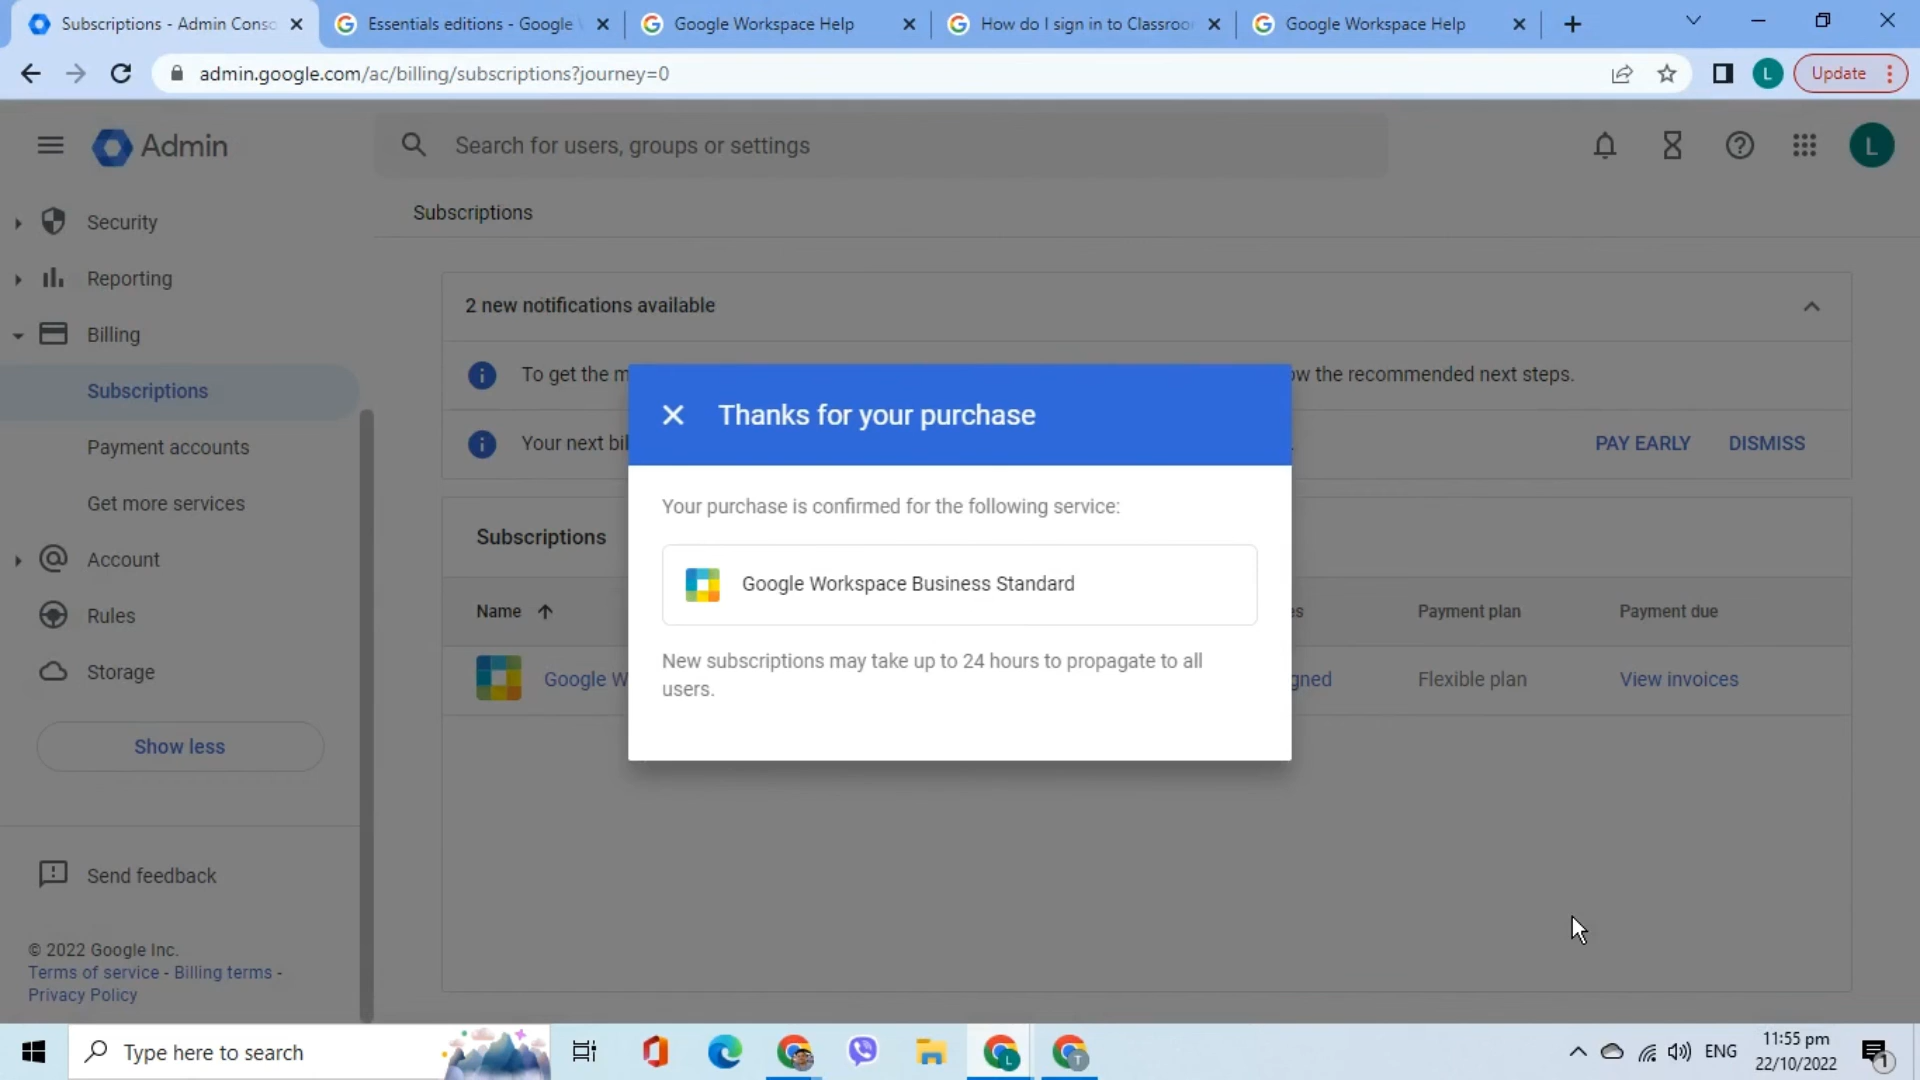 Subscriptions - Admin Conso
Essentials editions - Google
Google Workspace Help
How do I sign in to Classroo
Google Workspace Help
admin.google.com/ac/billing/subscriptions?journey=0
L
Update
Admin
Search for users, groups or settings
L
Security
Reporting
Billing
Subscriptions
Payment accounts
Get more services
Account
Rules
Storage
Show less
Send feedback
© 2022 Google Inc.
Terms of service - Billing terms -
Privacy Policy
Subscriptions
2 new notifications available
To get the m
ow the recommended next steps.
Your next bil
PAY EARLY
DISMISS
Subscriptions
Name
es
Payment plan
Payment due
Google W
gned
Flexible plan
View invoices
Thanks for your purchase
Your purchase is confirmed for the following service:
Google Workspace Business Standard
New subscriptions may take up to 24 hours to propagate to all
users.
Type here to search
L
T
ENG
11:55 pm
22/10/2022
1